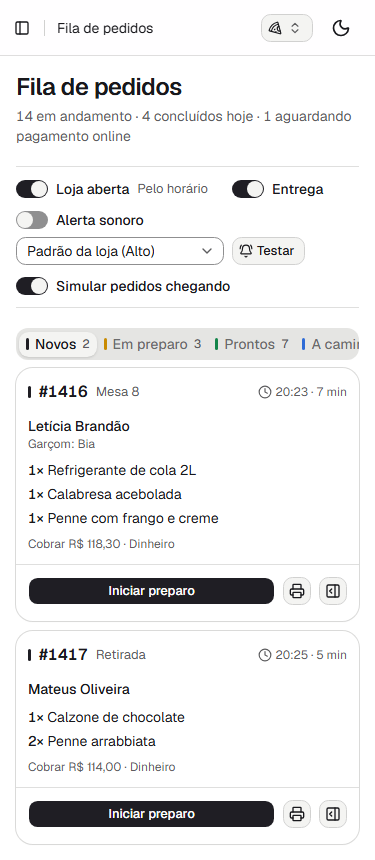 Fila de pedidos
Fila de pedidos
14 em andamento · 4 concluídos hoje · 1 aguardando
pagamento online
Loja aberta Pelo horário Entrega
Alerta sonoro
Padrão da loja (Alto) Testar
Simular pedidos chegando
Novos 2 Em preparo 3 Prontos 7 A camin
#1416 Mesa 8 20:23 · 7 min
Letícia Brandão
Garçom: Bia
1× Refrigerante de cola 2L
1× Calabresa acebolada
1× Penne com frango e creme
Cobrar R$ 118,30 · Dinheiro
Iniciar preparo
#1417 Retirada 20:25 · 5 min
Mateus Oliveira
1× Calzone de chocolate
2× Penne arrabbiata
Cobrar R$ 114,00 · Dinheiro
Iniciar preparo